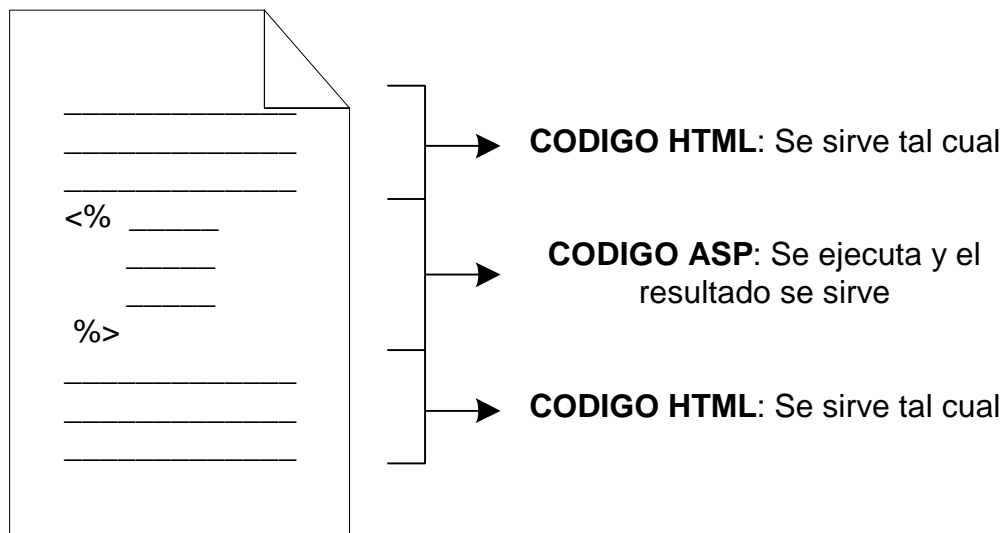 CODIGO HTML: Se sirve tal cual
<%
CODIGO ASP: Se ejecuta y el
resultado se sirve
%>
CODIGO HTML: Se sirve tal cual